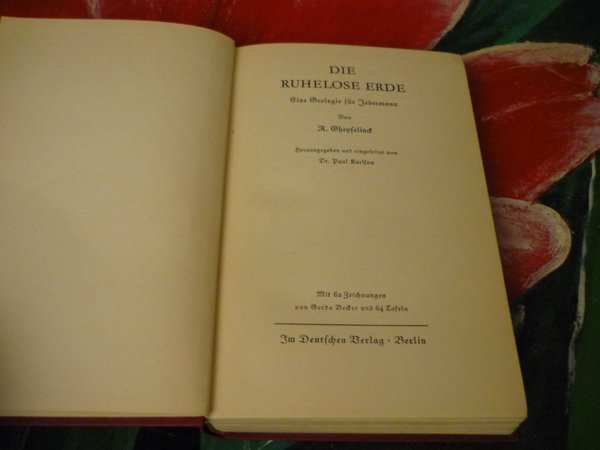 DIE
RUHELOSE ERDE
Eine Geologie für Jedermann
Von
R. Gheyselinck
Herausgegeben und eingeleitet von
Dr. Paul Karlson
Mit 62 Zeichnungen
von Gerda Becker und 64 Tafeln
Im Deutschen Verlag · Berlin